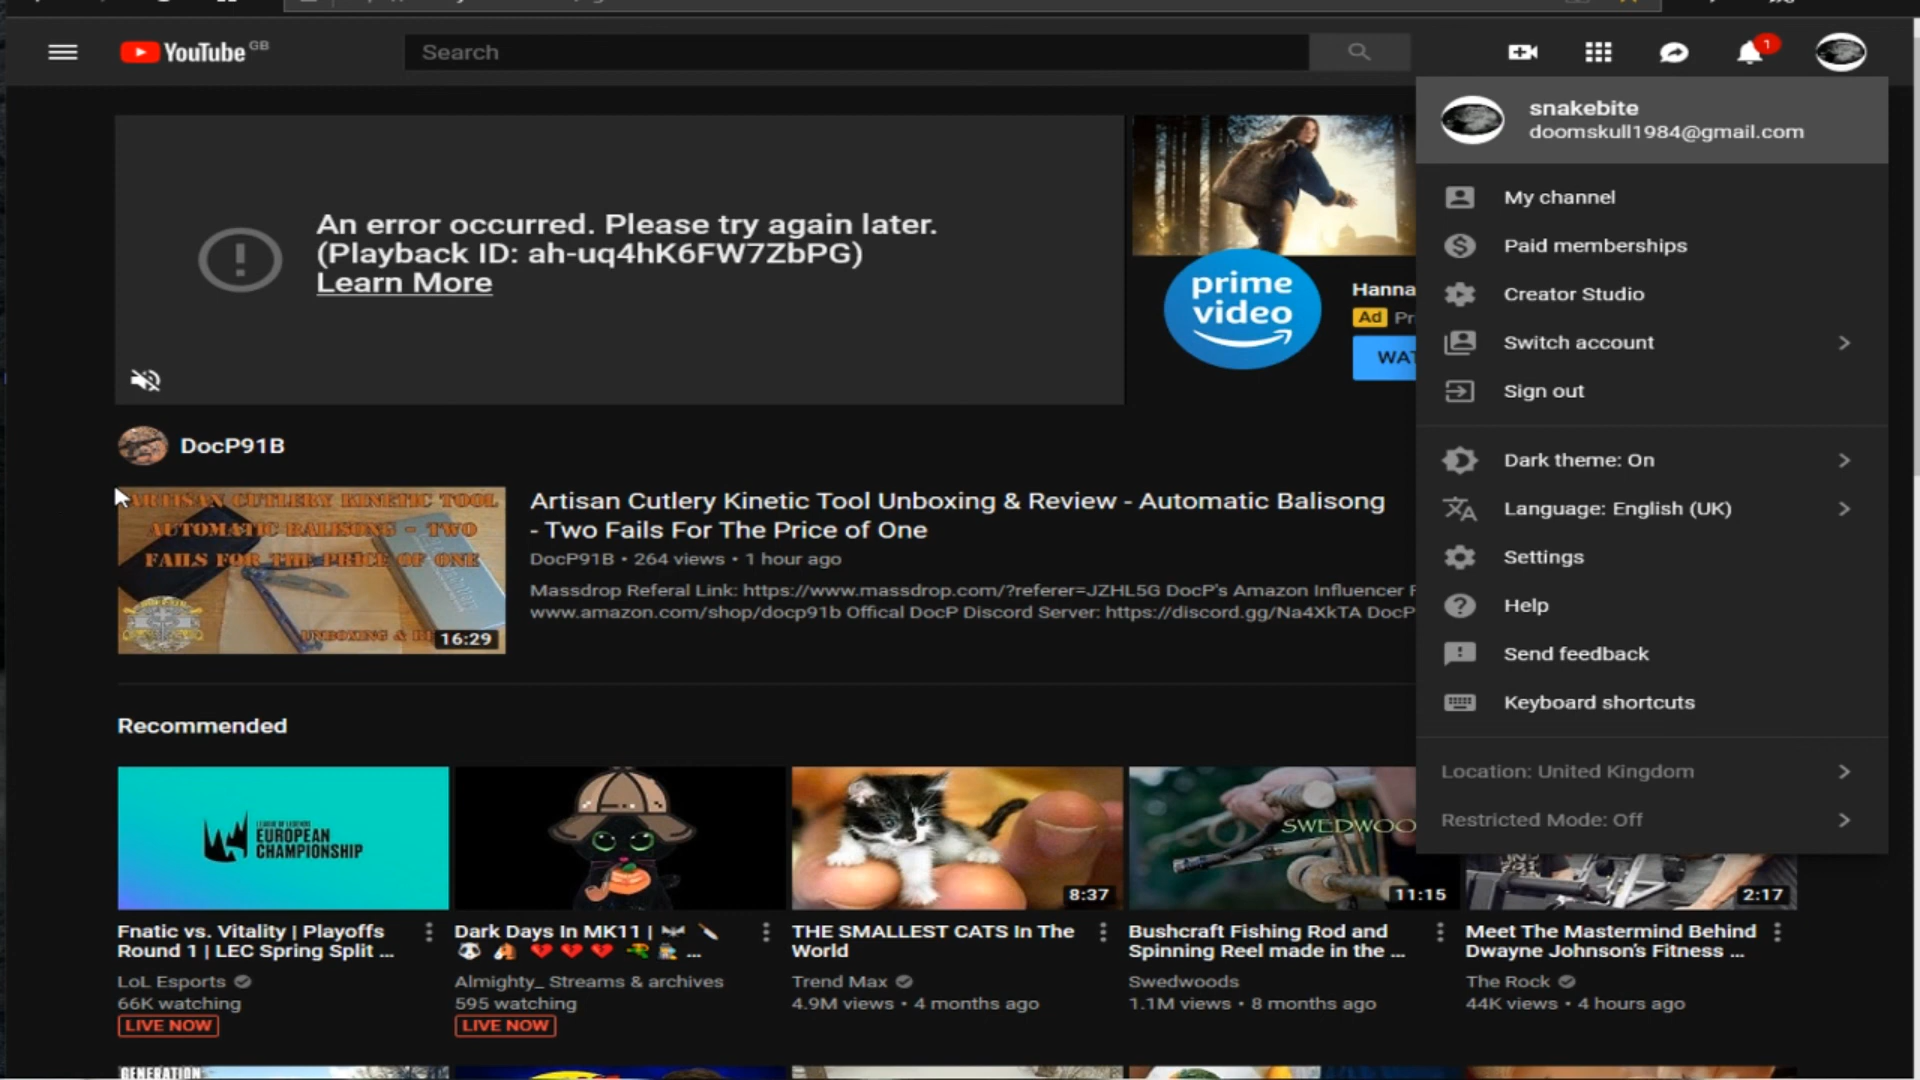 YouTube GB
Search
1
snakebite
doomskull1984@gmail.com
My channel
Paid memberships
Creator Studio
Switch account
Sign out
Dark theme: On
Language: English (UK)
Settings
Help
Send feedback
Keyboard shortcuts
Location: United Kingdom
Restricted Mode: Off
An error occurred. Please try again later.
(Playback ID: ah-uq4hK6FW7ZbPG)
Learn More
prime
video
Hanna
Ad Pr
WAT
DocP91B
ARTISAN CUTLERY KINETIC TOOL
AUTOMATIC BALISONG - TWO
FAILS FOR THE PRICE OF ONE
UNBOXING & RE
16:29
Artisan Cutlery Kinetic Tool Unboxing & Review - Automatic Balisong
- Two Fails For The Price of One
DocP91B • 264 views • 1 hour ago
Massdrop Referal Link: https://www.massdrop.com/?referer=JZHL5G DocP's Amazon Influencer
www.amazon.com/shop/docp91b Offical DocP Discord Server: https://discord.gg/Na4XkTA DocP
Recommended
LEAGUE OF LEGENDS
EUROPEAN
CHAMPIONSHIP
8:37
SWEDWOO
11:15
2:17
Fnatic vs. Vitality | Playoffs
Round 1 | LEC Spring Split ...
LoL Esports
66K watching
LIVE NOW
Dark Days In MK11 |
...
Almighty_ Streams & archives
595 watching
LIVE NOW
THE SMALLEST CATS In The
World
Trend Max
4.9M views • 4 months ago
Bushcraft Fishing Rod and
Spinning Reel made in the ...
Swedwoods
1.1M views • 8 months ago
Meet The Mastermind Behind
Dwayne Johnson's Fitness ...
The Rock
44K views • 4 hours ago
GENERATION